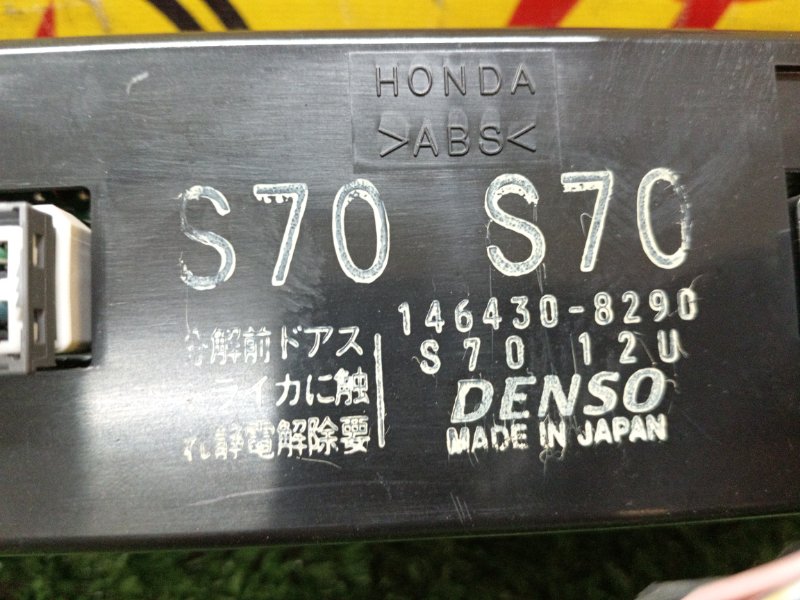 HONDA
>ABS<
S70 S70
146430-8290
S70 12U
DENSO
MADE IN JAPAN
分解前ドアス
トライカに触
れ静電解除要